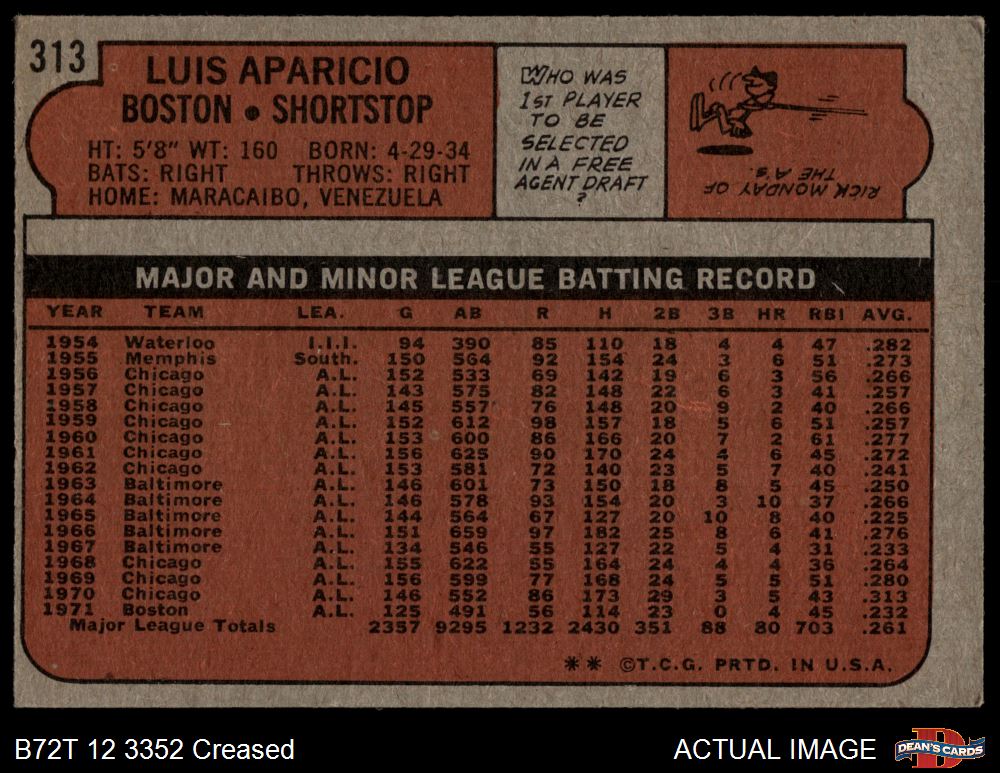 313
LUIS APARICIO
BOSTON • SHORTSTOP
HT: 5'8" WT: 160 BORN: 4-29-34
BATS: RIGHT THROWS: RIGHT
HOME: MARACAIBO, VENEZUELA
WHO WAS
1ST PLAYER
TO BE
SELECTED
IN A FREE
AGENT DRAFT
?
RICK MONDAY OF
THE A'S.
MAJOR AND MINOR LEAGUE BATTING RECORD
YEAR TEAM LEA. G AB R H 2B 3B HR RBI AVG.
1954 Waterloo I.I.I. 94 390 85 110 18 4 4 47 .282
1955 Memphis South. 150 564 92 154 24 3 6 51 .273
1956 Chicago A.L. 152 533 69 142 19 6 3 56 .266
1957 Chicago A.L. 143 575 82 148 22 6 3 41 .257
1958 Chicago A.L. 145 557 76 148 20 9 2 40 .266
1959 Chicago A.L. 152 612 98 157 18 5 6 51 .257
1960 Chicago A.L. 153 600 86 166 20 7 2 61 .277
1961 Chicago A.L. 156 625 90 170 24 4 6 45 .272
1962 Chicago A.L. 153 581 72 140 23 5 7 40 .241
1963 Baltimore A.L. 146 601 73 150 18 8 5 45 .250
1964 Baltimore A.L. 146 578 93 154 20 3 10 37 .266
1965 Baltimore A.L. 144 564 67 127 20 10 8 40 .225
1966 Baltimore A.L. 151 659 97 182 25 8 6 41 .276
1967 Baltimore A.L. 134 546 55 127 22 5 4 31 .233
1968 Chicago A.L. 155 622 55 164 24 4 4 36 .264
1969 Chicago A.L. 156 599 77 168 24 5 5 51 .280
1970 Chicago A.L. 146 552 86 173 29 3 5 43 .313
1971 Boston A.L. 125 491 56 114 23 0 4 45 .232
Major League Totals 2357 9295 1232 2430 351 88 80 703 .261
** ©T.C.G. PRTD. IN U.S.A.
B72T 12 3352 Creased
ACTUAL IMAGE
DEAN'S CARDS